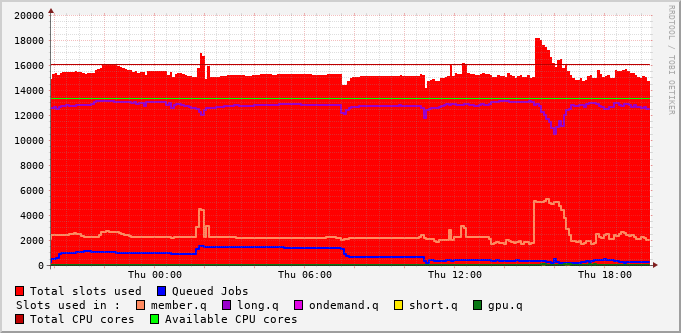 20000
18000
16000
14000
12000
10000
8000
6000
4000
2000
0
Thu 00:00 Thu 06:00 Thu 12:00 Thu 18:00
RRDTOOL / TOBI OETIKER
Total slots used Queued Jobs
Slots used in : member.q long.q ondemand.q short.q gpu.q
Total CPU cores Available CPU cores